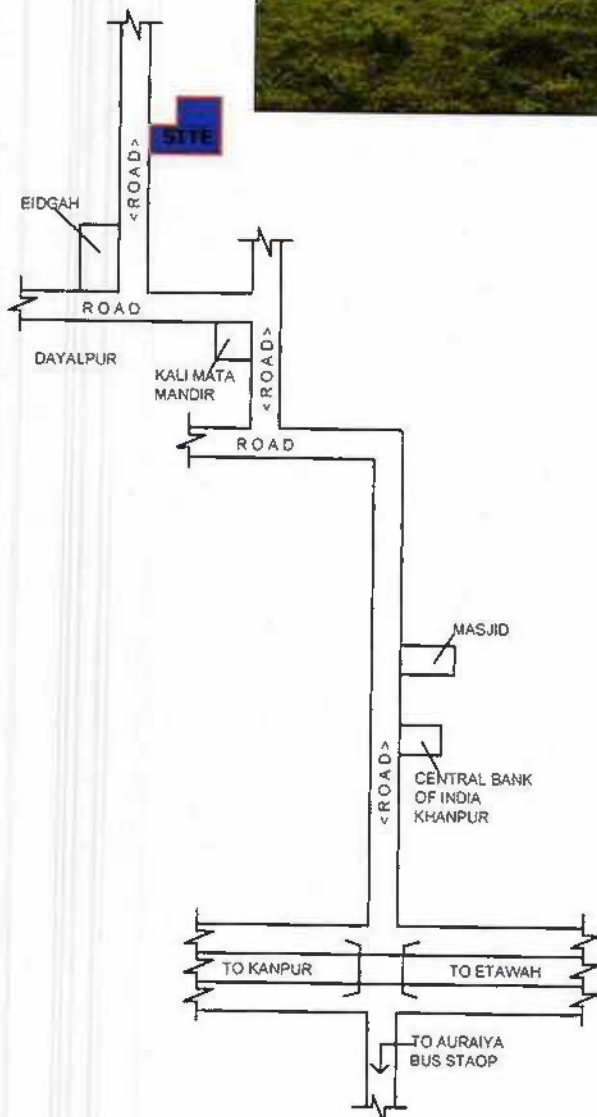 SITE
<ROAD>
EIDGAH
ROAD
DAYALPUR
KALI MATA
MANDIR
<ROAD>
ROAD
MASJID
CENTRAL BANK
OF INDIA
KHANPUR
<ROAD>
TO KANPUR
TO ETAWAH
TO AURAIYA
BUS STAOP